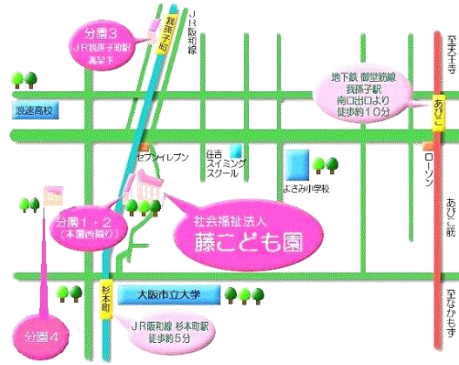 分園3
JR我孫子町駅
高架下
我孫子町
JR阪和線
至天王寺
地下鉄 御堂筋線
我孫子駅
南口出口より
徒歩約10分
あびこ
浪速高校
セブンイレブン
住吉
スイミング
スクール
よさみ小学校
ローソン
あびこ筋
分園1・2
(本園西隣り)
社会福祉法人
藤こども園
杉本町
大阪市立大学
至なかもず
分園4
JR阪和線 杉本町駅
徒歩約5分